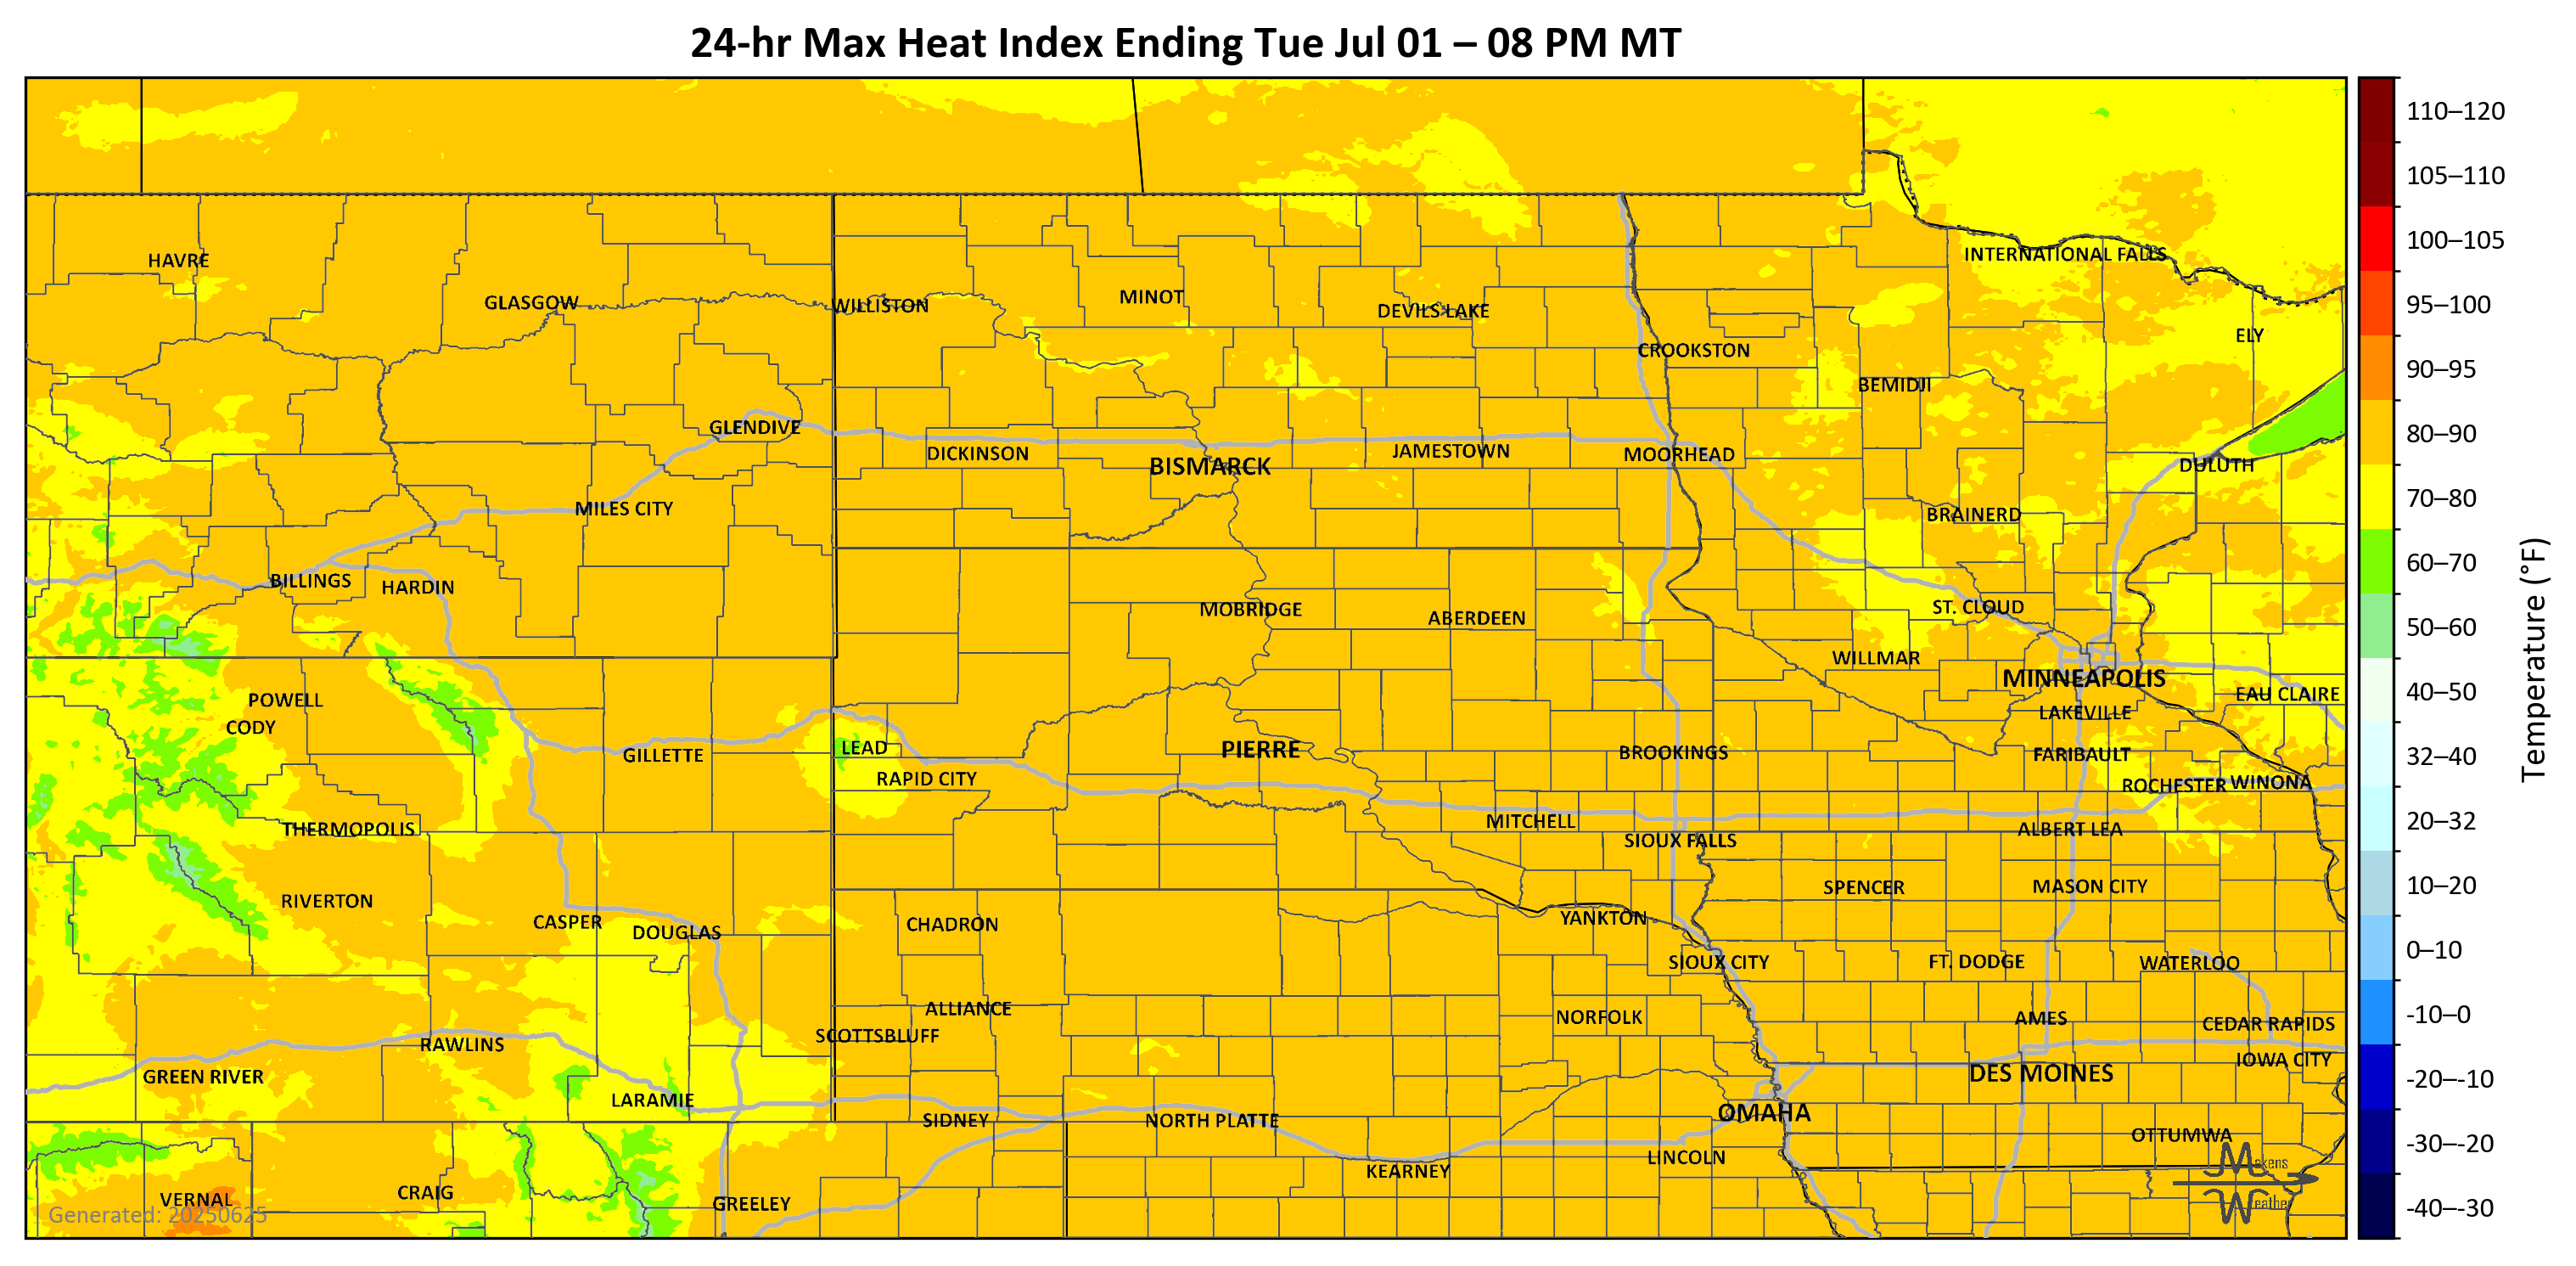 24-hr Max Heat Index Ending Tue Jul 01 – 08 PM MT
HAVRE
GLASGOW
WILLISTON
MINOT
DEVILS LAKE
CROOKSTON
INTERNATIONAL FALLS
ELY
BEMIDJI
GLENDIVE
DICKINSON
BISMARCK
JAMESTOWN
MOORHEAD
DULUTH
MILES CITY
BRAINERD
BILLINGS
HARDIN
MOBRIDGE
ABERDEEN
ST. CLOUD
WILLMAR
MINNEAPOLIS
EAU CLAIRE
POWELL
CODY
LAKEVILLE
GILLETTE
LEAD
PIERRE
BROOKINGS
FARIBAULT
RAPID CITY
ROCHESTER
WINONA
THERMOPOLIS
MITCHELL
SIOUX FALLS
ALBERT LEA
RIVERTON
SPENCER
MASON CITY
CASPER
DOUGLAS
CHADRON
YANKTON
SIOUX CITY
FT. DODGE
WATERLOO
ALLIANCE
NORFOLK
AMES
CEDAR RAPIDS
SCOTTSBLUFF
RAWLINS
IOWA CITY
GREEN RIVER
DES MOINES
LARAMIE
SIDNEY
NORTH PLATTE
OMAHA
OTTUMWA
LINCOLN
KEARNEY
VERNAL
CRAIG
GREELEY
Generated: 20250625
Makens
Weather
110–120
105–110
100–105
95–100
90–95
80–90
70–80
60–70
50–60
40–50
32–40
20–32
10–20
0–10
-10–0
-20–-10
-30–-20
-40–-30
Temperature (°F)